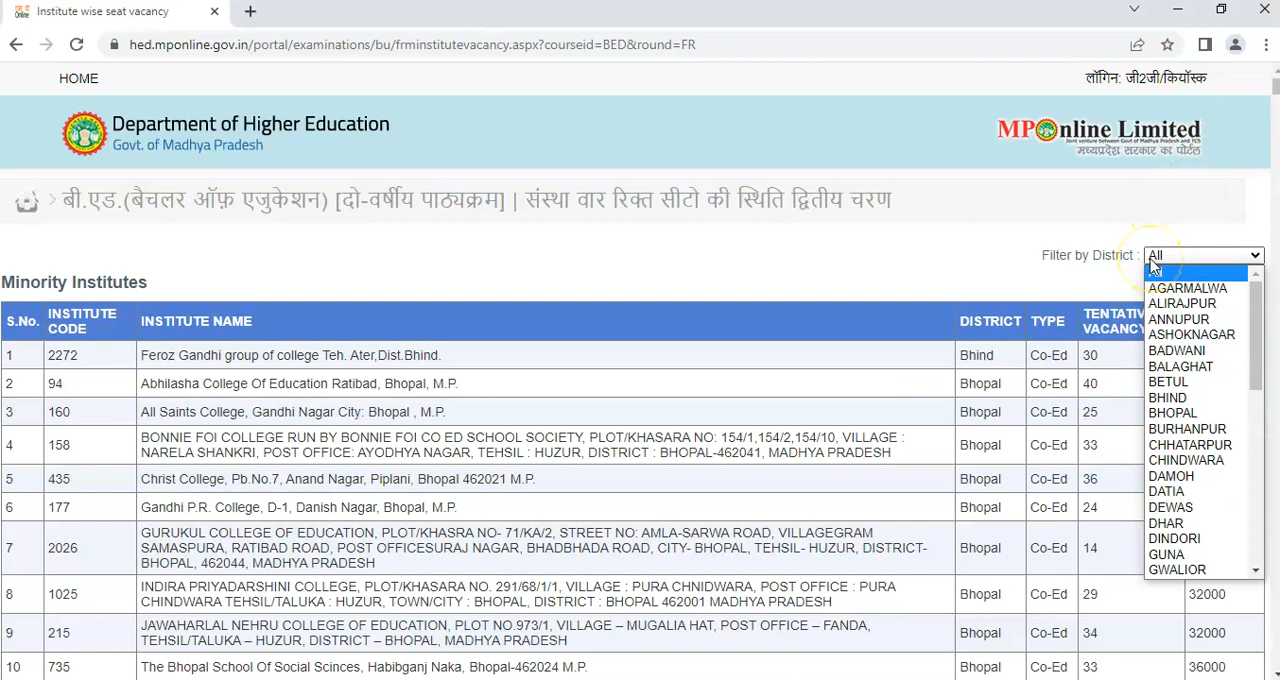 Institute wise seat vacancy
hed.mponline.gov.in/portal/examinations/bu/frminstitutevacancy.aspx?courseid=BED&round=FR
HOME
लॉगिन: जी2जी/कियॉस्क
Department of Higher Education
Govt. of Madhya Pradesh
MPOnline Limited
Joint venture between Govt of Madhya Pradesh and TCS
मध्यप्रदेश सरकार का पोर्टल
बी.एड.(बैचलर ऑफ़ एजुकेशन) [दो-वर्षीय पाठ्यक्रम] | संस्था वार रिक्त सीटो की स्थिति द्वितीय चरण
Filter by District : All
AGARMALWA
ALIRAJPUR
ANNUPUR
ASHOKNAGAR
BADWANI
BALAGHAT
BETUL
BHIND
BHOPAL
BURHANPUR
CHHATARPUR
CHINDWARA
DAMOH
DATIA
DEWAS
DHAR
DINDORI
GUNA
GWALIOR
Minority Institutes
S.No. INSTITUTE CODE INSTITUTE NAME DISTRICT TYPE TENTATIV VACANCY
1 2272 Feroz Gandhi group of college Teh. Ater,Dist.Bhind. Bhind Co-Ed 30
2 94 Abhilasha College Of Education Ratibad, Bhopal, M.P. Bhopal Co-Ed 40
3 160 All Saints College, Gandhi Nagar City: Bhopal , M.P. Bhopal Co-Ed 25
4 158 BONNIE FOI COLLEGE RUN BY BONNIE FOI CO ED SCHOOL SOCIETY, PLOT/KHASARA NO: 154/1,154/2,154/10, VILLAGE :
NARELA SHANKRI, POST OFFICE: AYODHYA NAGAR, TEHSIL : HUZUR, DISTRICT : BHOPAL-462041, MADHYA PRADESH Bhopal Co-Ed 33
5 435 Christ College, Pb.No.7, Anand Nagar, Piplani, Bhopal 462021 M.P. Bhopal Co-Ed 36
6 177 Gandhi P.R. College, D-1, Danish Nagar, Bhopal, M.P. Bhopal Co-Ed 24
7 2026 GURUKUL COLLEGE OF EDUCATION, PLOT/KHASRA NO- 71/KA/2, STREET NO: AMLA-SARWA ROAD, VILLAGEGRAM
SAMASPURA, RATIBAD ROAD, POST OFFICESURAJ NAGAR, BHADBHADA ROAD, CITY- BHOPAL, TEHSIL- HUZUR, DISTRICT-
BHOPAL, 462044, MADHYA PRADESH Bhopal Co-Ed 14
8 1025 INDIRA PRIYADARSHINI COLLEGE, PLOT/KHASARA NO. 291/68/1/1, VILLAGE : PURA CHNIDWARA, POST OFFICE : PURA
CHINDWARA TEHSIL/TALUKA : HUZUR, TOWN/CITY : BHOPAL, DISTRICT : BHOPAL 462001 MADHYA PRADESH Bhopal Co-Ed 29 32000
9 215 JAWAHARLAL NEHRU COLLEGE OF EDUCATION, PLOT NO.973/1, VILLAGE – MUGALIA HAT, POST OFFICE – FANDA,
TEHSIL/TALUKA – HUZUR, DISTRICT – BHOPAL, MADHYA PRADESH Bhopal Co-Ed 34 32000
10 735 The Bhopal School Of Social Scinces, Habibganj Naka, Bhopal-462024 M.P. Bhopal Co-Ed 33 36000